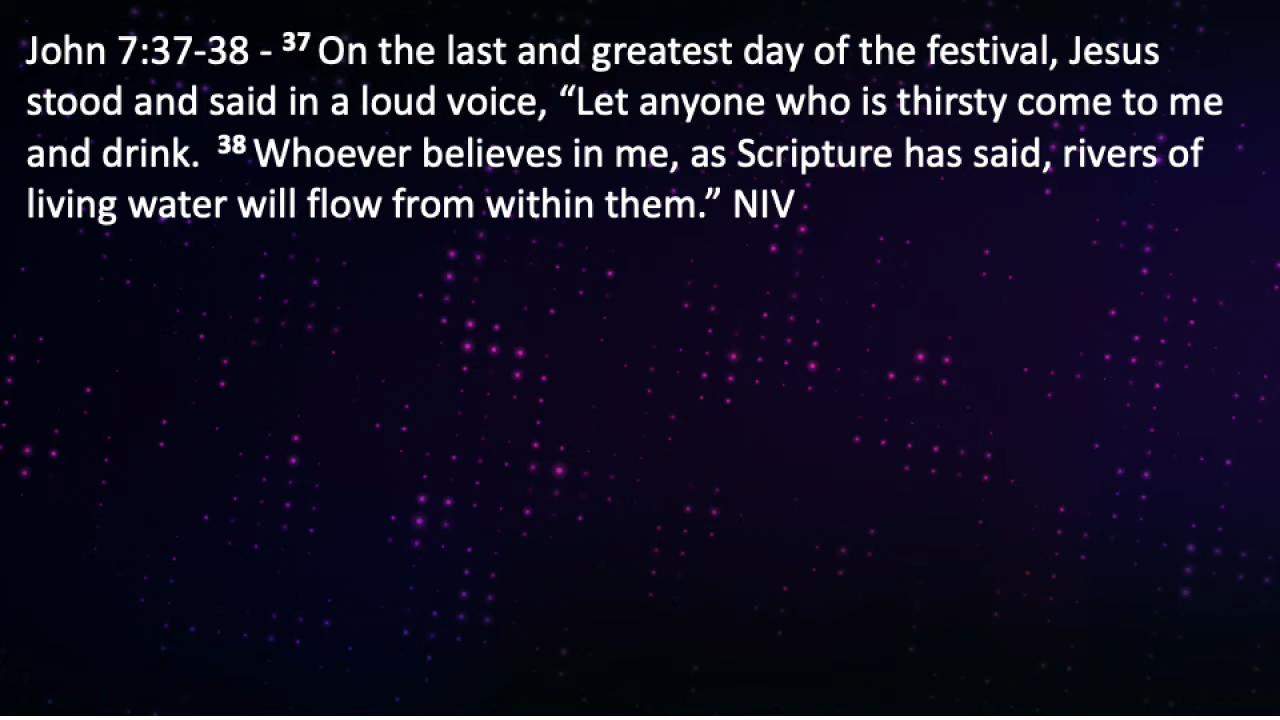 John 7:37-38 - ³⁷ On the last and greatest day of the festival, Jesus
stood and said in a loud voice, “Let anyone who is thirsty come to me
and drink.  ³⁸ Whoever believes in me, as Scripture has said, rivers of
living water will flow from within them.” NIV